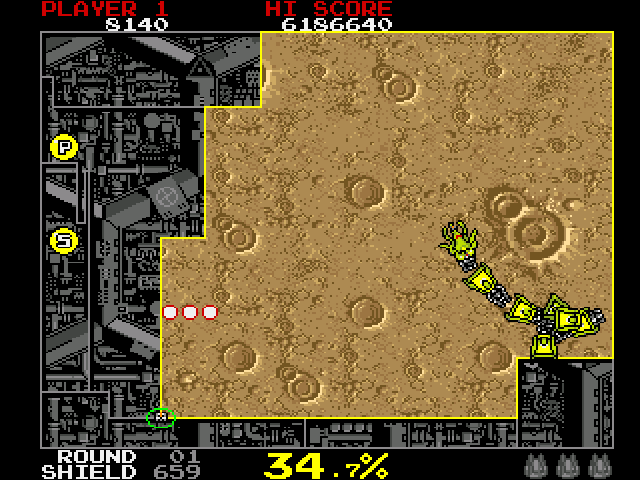 PLAYER 1 HI SCORE
8140 6186640
P
S
ROUND 01
SHIELD 659
34.7%